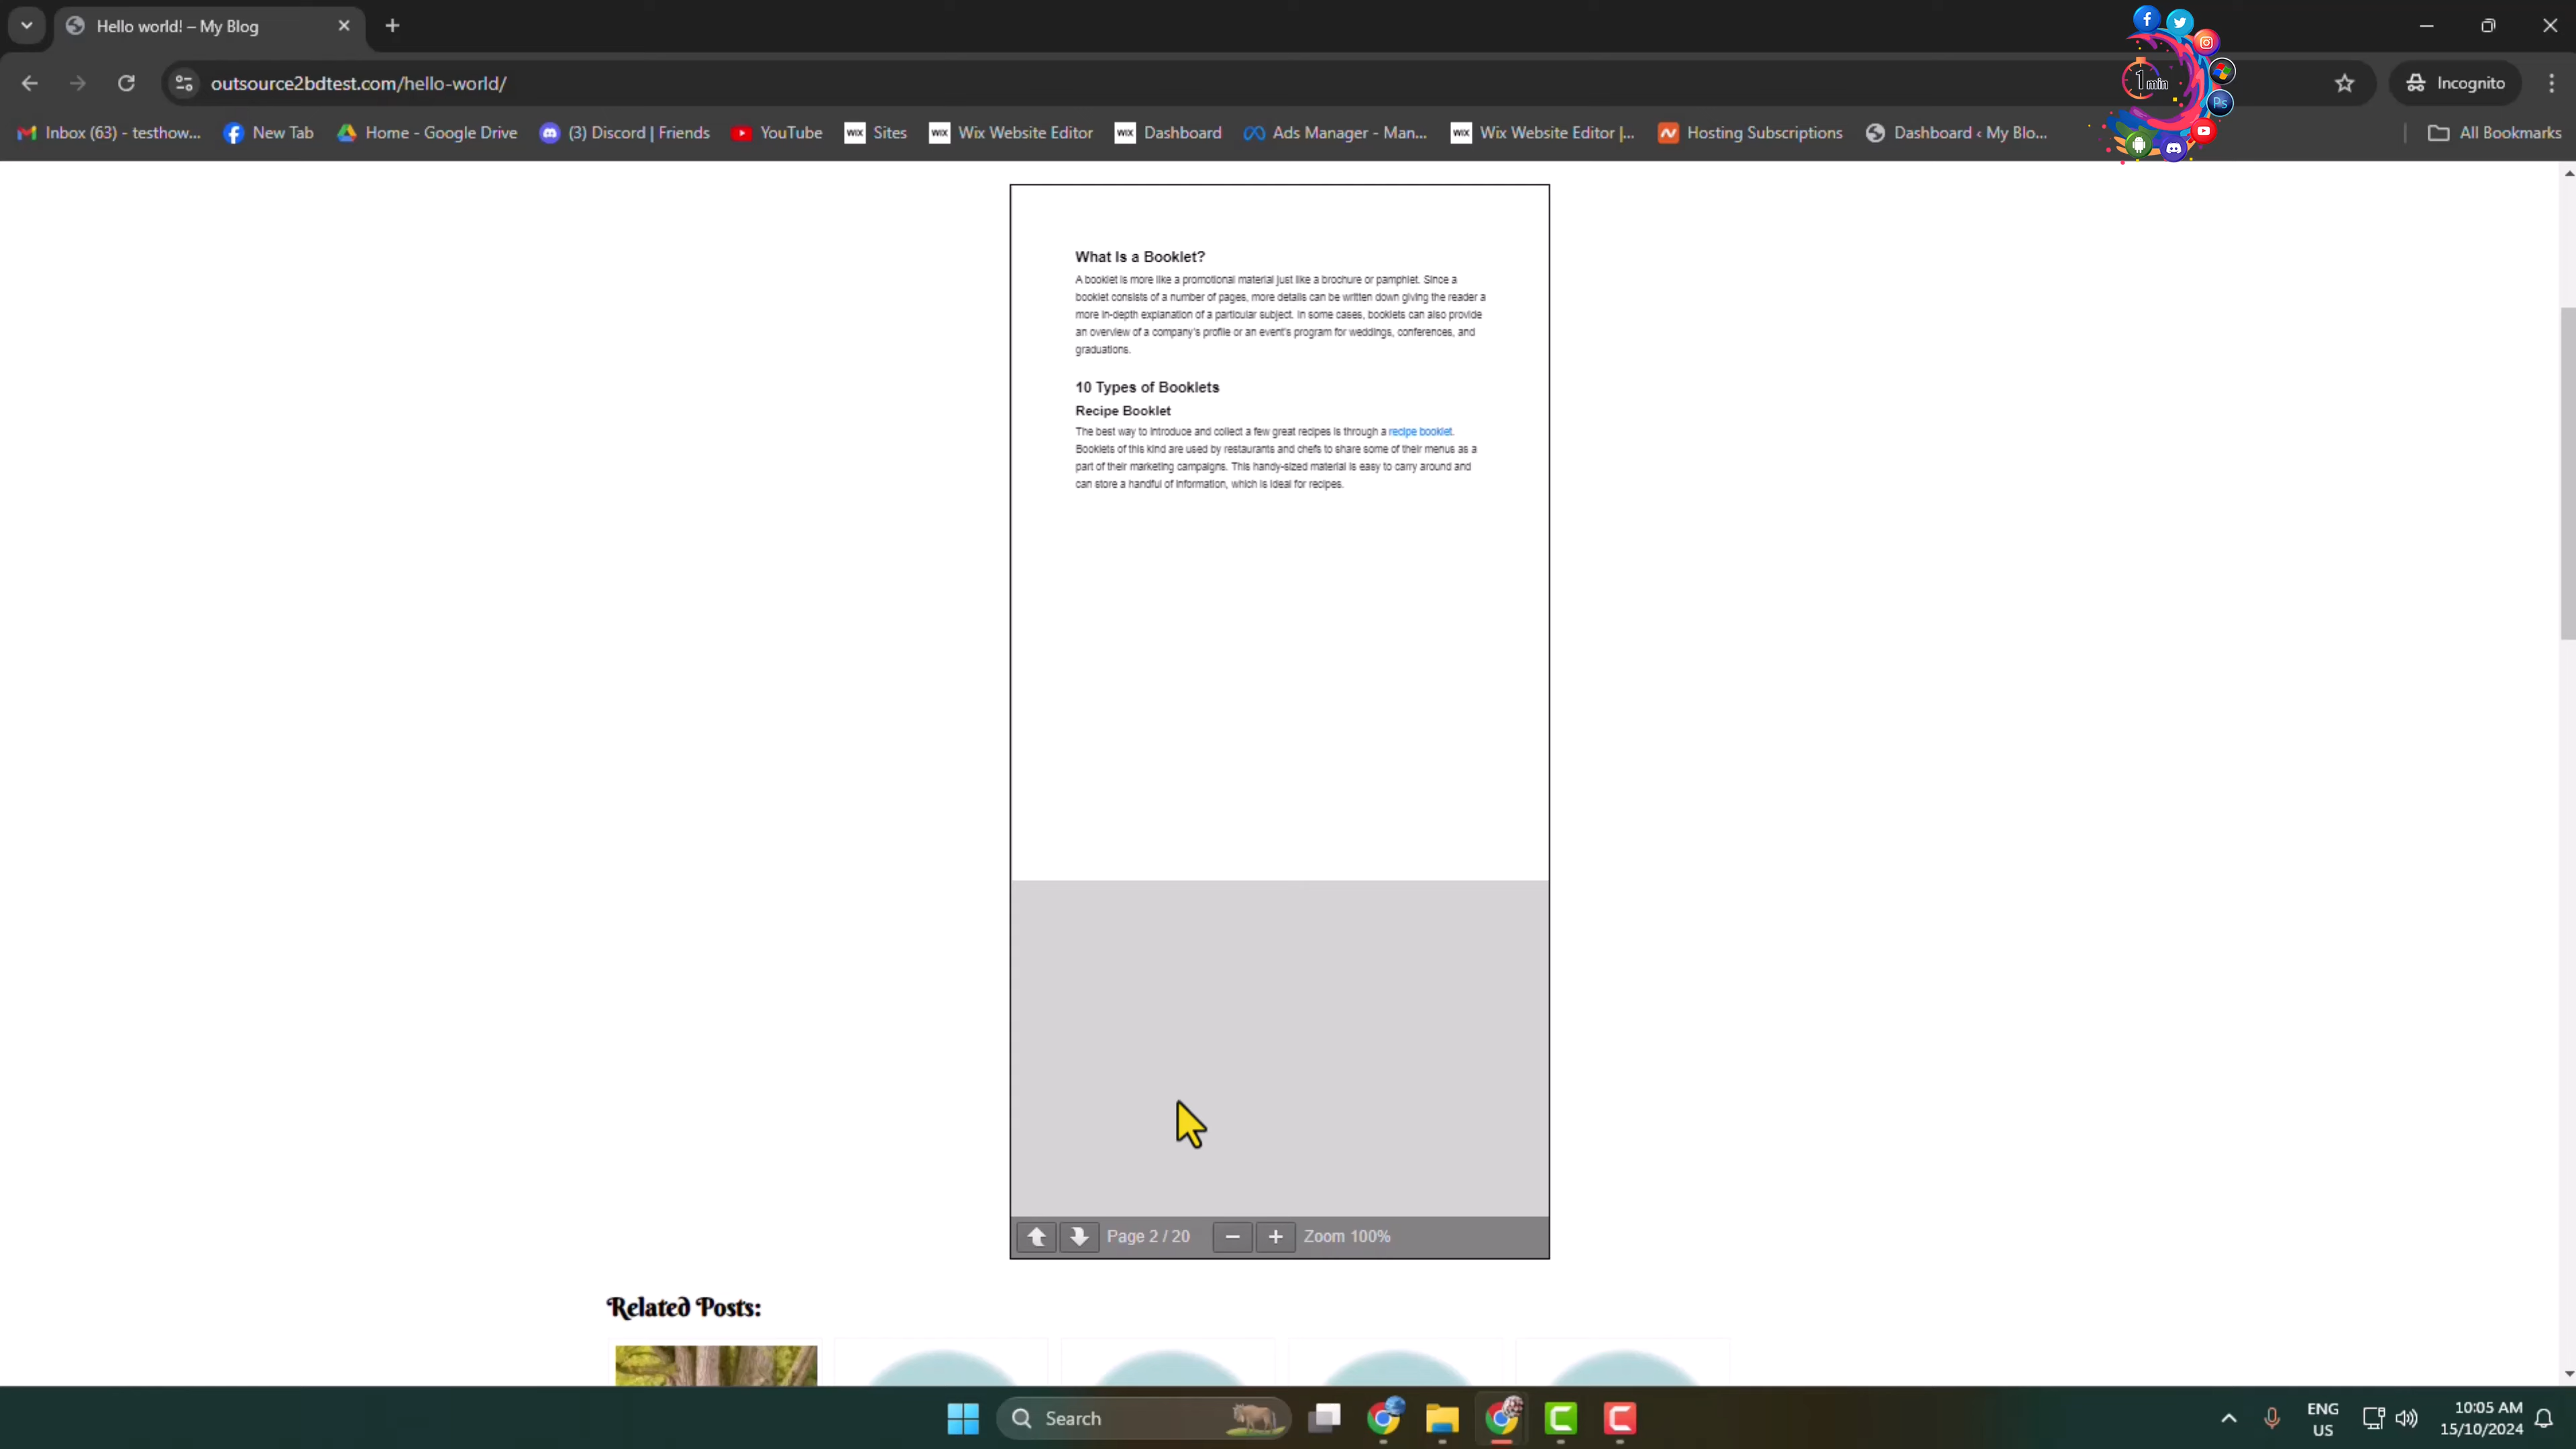 Hello world! – My Blog
outsource2bdtest.com/hello-world/
1 min
Ps
Incognito
Inbox (63) - testhow...
New Tab
Home - Google Drive
(3) Discord | Friends
YouTube
WIX Sites
WIX Wix Website Editor
WIX Dashboard
Ads Manager - Man...
WIX Wix Website Editor |...
Hosting Subscriptions
Dashboard ‹ My Blo...
All Bookmarks
What Is a Booklet?
A booklet is more like a promotional material just like a brochure or pamphlet. Since a
booklet consists of a number of pages, more details can be written down giving the reader a
more in-depth explanation of a particular subject. In some cases, booklets can also provide
an overview of a company's profile or an event's program for weddings, conferences, and
graduations.
10 Types of Booklets
Recipe Booklet
The best way to introduce and collect a few great recipes is through a recipe booklet.
Booklets of this kind are used by restaurants and chefs to share some of their menus as a
part of their marketing campaigns. This handy-sized material is easy to carry around and
can store a handful of information, which is ideal for recipes.
Page 2 / 20
Zoom 100%
Related Posts:
Search
ENG
US
10:05 AM
15/10/2024